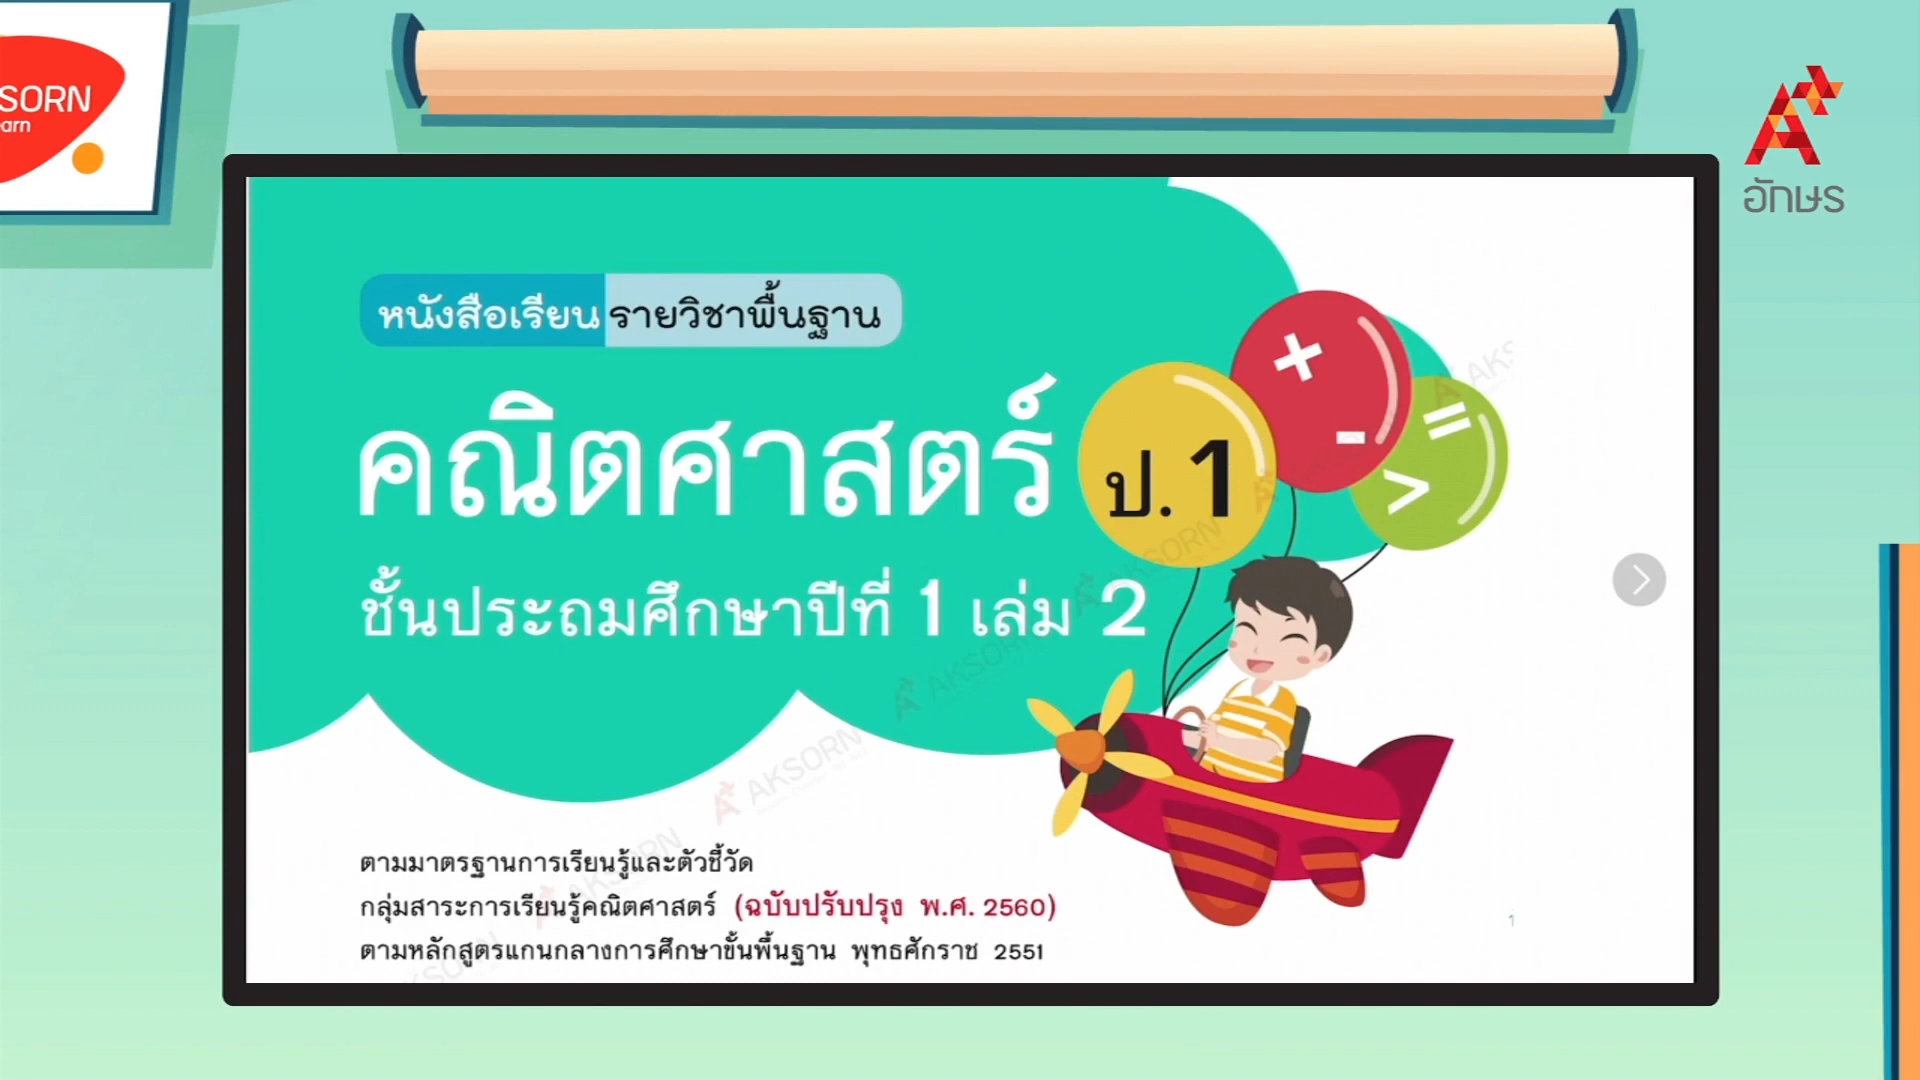 SORN
earn
อักษร
หนังสือเรียน รายวิชาพื้นฐาน
คณิตศาสตร์ ป.1
+
-
=
>
ชั้นประถมศึกษาปีที่ 1 เล่ม 2
ตามมาตรฐานการเรียนรู้และตัวชี้วัด
กลุ่มสาระการเรียนรู้คณิตศาสตร์ (ฉบับปรับปรุง พ.ศ. 2560)
ตามหลักสูตรแกนกลางการศึกษาขั้นพื้นฐาน พุทธศักราช 2551
1
AKSORN
AKSORN
AKSORN
AKSORN